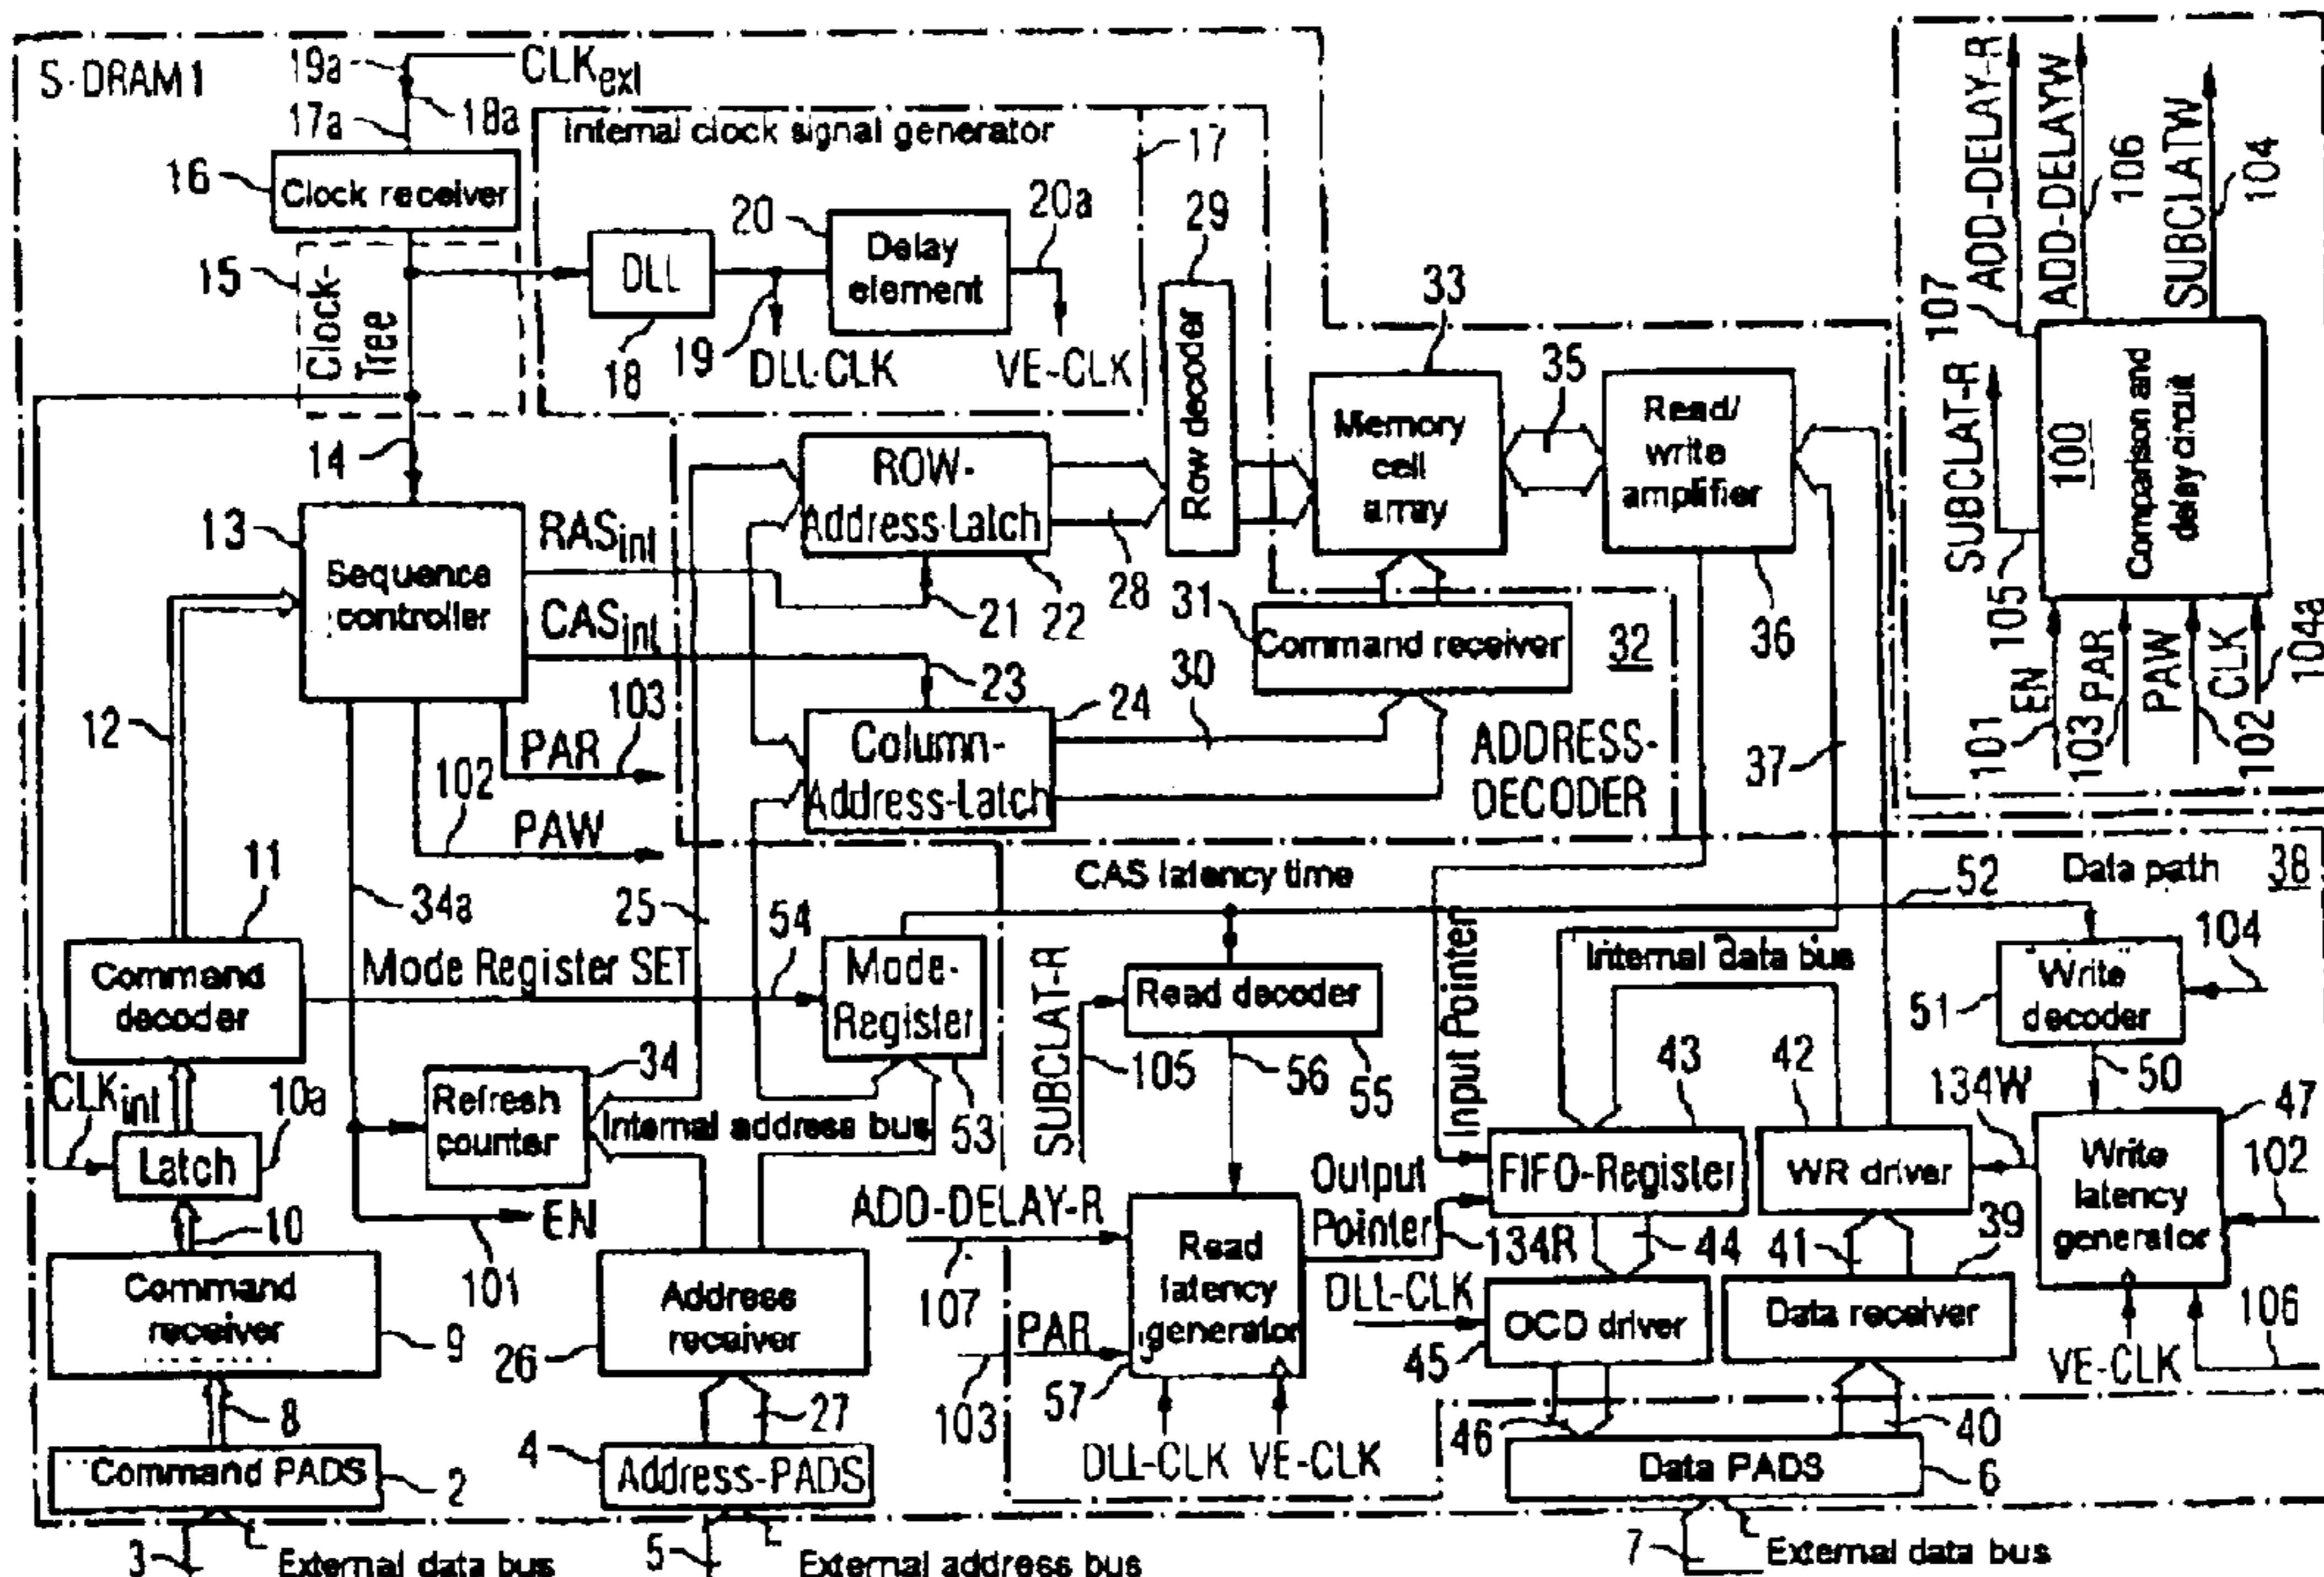 S-DRAM1
19a
CLKext
17a
18a
16
Clock receiver
15
Clock-
Tree
14
Internal clock signal generator
17
DLL
18
19
DLL-CLK
20
Delay
element
20a
VE-CLK
29
Row decoder
33
Memory
cell
array
35
Read/
write
amplifier
36
37
ROW-
Address-Latch
21
22
28
13
Sequence
controller
RASint
CASint
23
24
Column-
Address-Latch
30
31
Command receiver
32
ADDRESS-
DECODER
12
PAR
103
102
PAW
34a
25
11
Command
decoder
Mode Register SET
54
Mode-
Register
53
CLKint
10a
Latch
10
34
Refresh
counter
Internal address bus
EN
101
Command
receiver
9
8
Command PADS
2
3
External data bus
Address
receiver
26
27
4
Address-PADS
5
External address bus
107
ADD-DELAY-R
ADD-DELAYW
106
SUBCLATW
104
SUBCLAT-R
105
100
Comparison and
delay circuit
101
EN
103
PAR
PAW
102
CLK
104a
CAS latency time
Data path
38
52
SUBCLAT-R
105
Read decoder
55
56
Input Pointer
Internal data bus
51
Write
decoder
104
50
134W
47
Write
latency
generator
102
VE-CLK
106
43
FIFO-Register
42
WR driver
44
41
39
Data receiver
Output
Pointer
134R
ADD-DELAY-R
107
PAR
103
Read
latency
generator
57
DLL-CLK
VE-CLK
DLL-CLK
45
OCD driver
46
40
Data PADS
6
7
External data bus